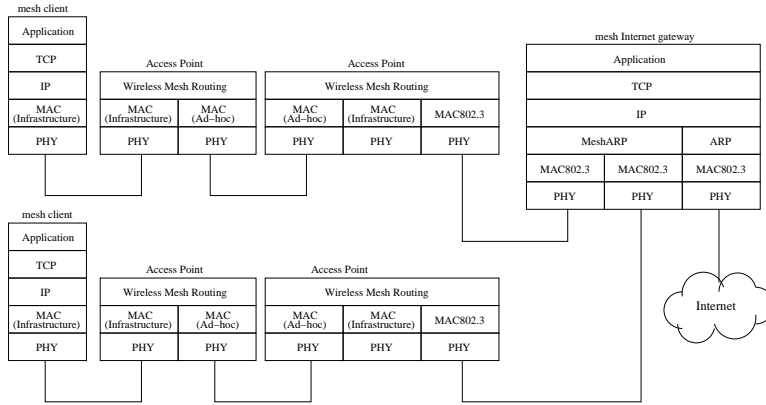 mesh client
Application
TCP
IP
MAC
(Infrastructure)
PHY
Access Point
Wireless Mesh Routing
MAC
(Infrastructure)
MAC
(Ad−hoc)
PHY
PHY
Access Point
Wireless Mesh Routing
MAC
(Ad−hoc)
MAC
(Infrastructure)
MAC802.3
PHY
PHY
PHY
mesh Internet gateway
Application
TCP
IP
MeshARP
ARP
MAC802.3
MAC802.3
MAC802.3
PHY
PHY
PHY
mesh client
Application
TCP
IP
MAC
(Infrastructure)
PHY
Access Point
Wireless Mesh Routing
MAC
(Infrastructure)
MAC
(Ad−hoc)
PHY
PHY
Access Point
Wireless Mesh Routing
MAC
(Ad−hoc)
MAC
(Infrastructure)
MAC802.3
PHY
PHY
PHY
Internet